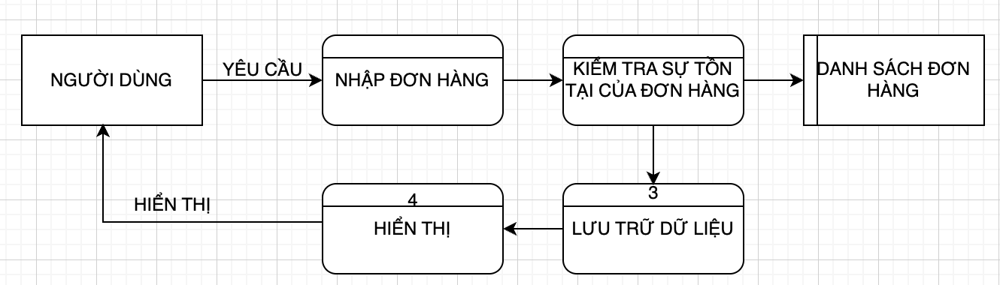 NGƯỜI DÙNG
YÊU CẦU
NHẬP ĐƠN HÀNG
KIỂM TRA SỰ TỒN
TẠI CỦA ĐƠN HÀNG
DANH SÁCH ĐƠN
HÀNG
HIỂN THỊ
4
HIỂN THỊ
3
LƯU TRỮ DỮ LIỆU